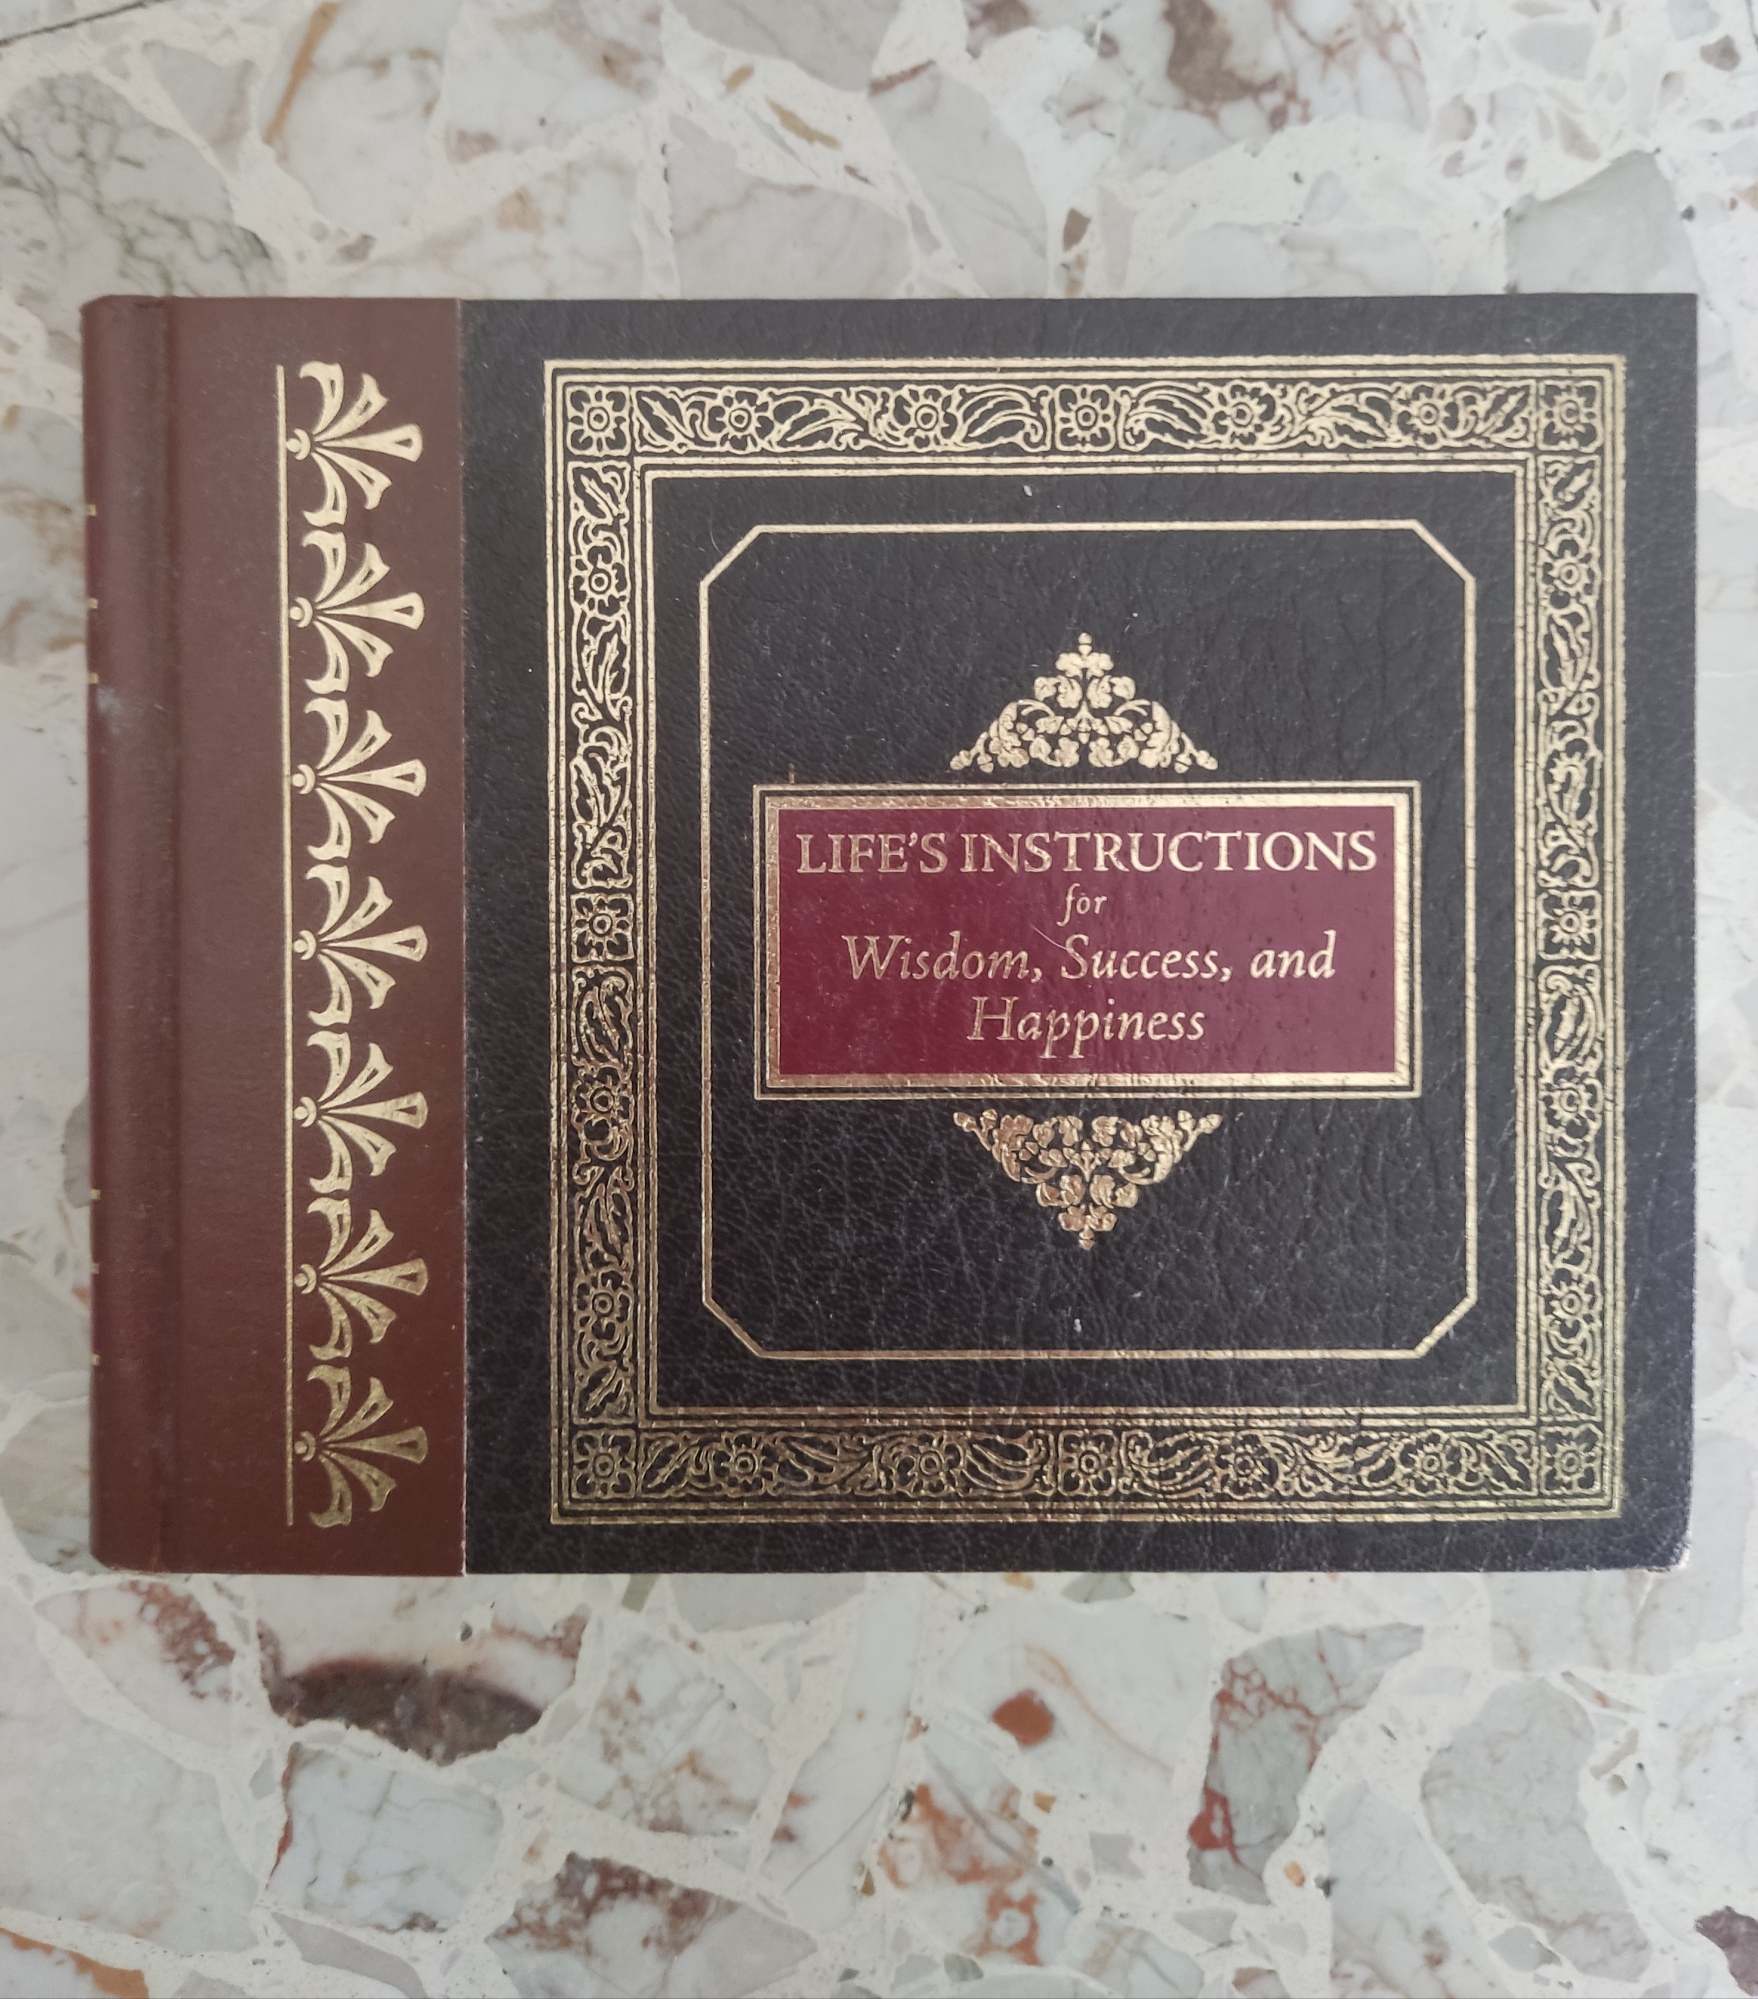 LIFE'S INSTRUCTIONS
for
Wisdom, Success, and
Happiness